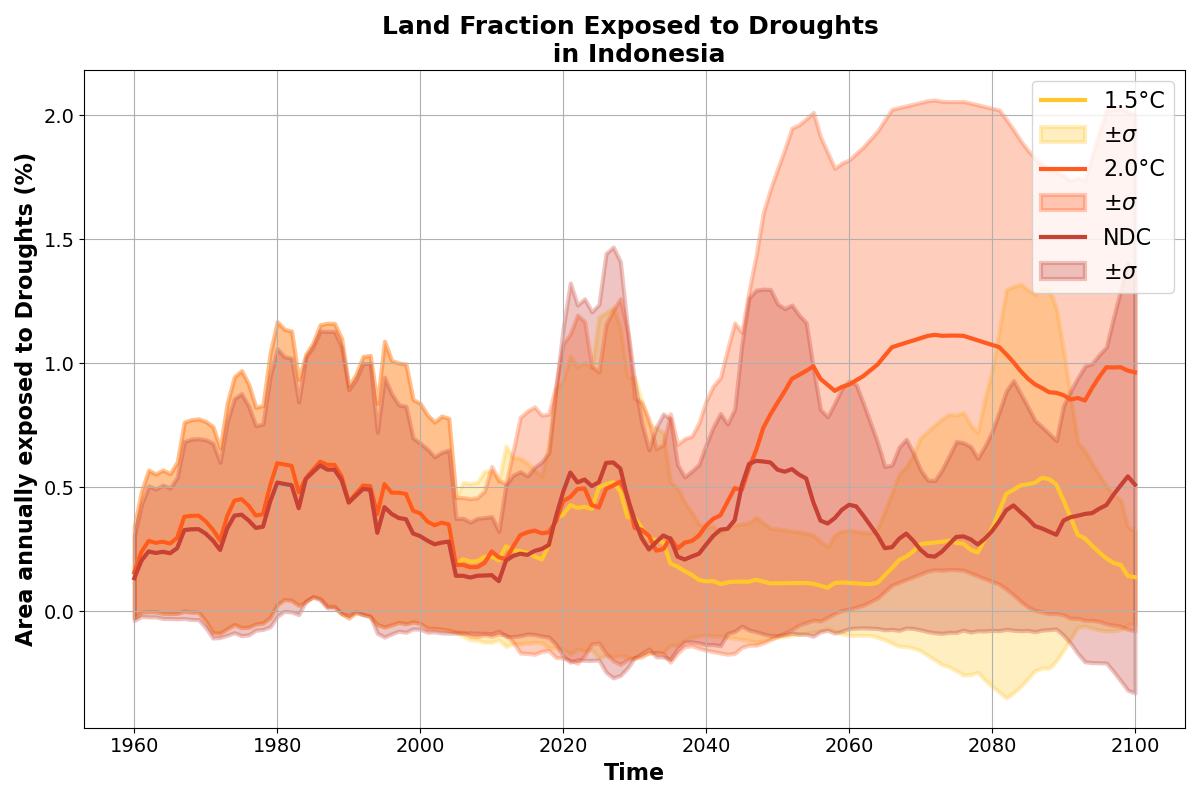 Land Fraction Exposed to Droughts
in Indonesia
Area annually exposed to Droughts (%)
2.0
1.5
1.0
0.5
0.0
1960
1980
2000
2020
2040
2060
2080
2100
Time
1.5°C
±σ
2.0°C
±σ
NDC
±σ